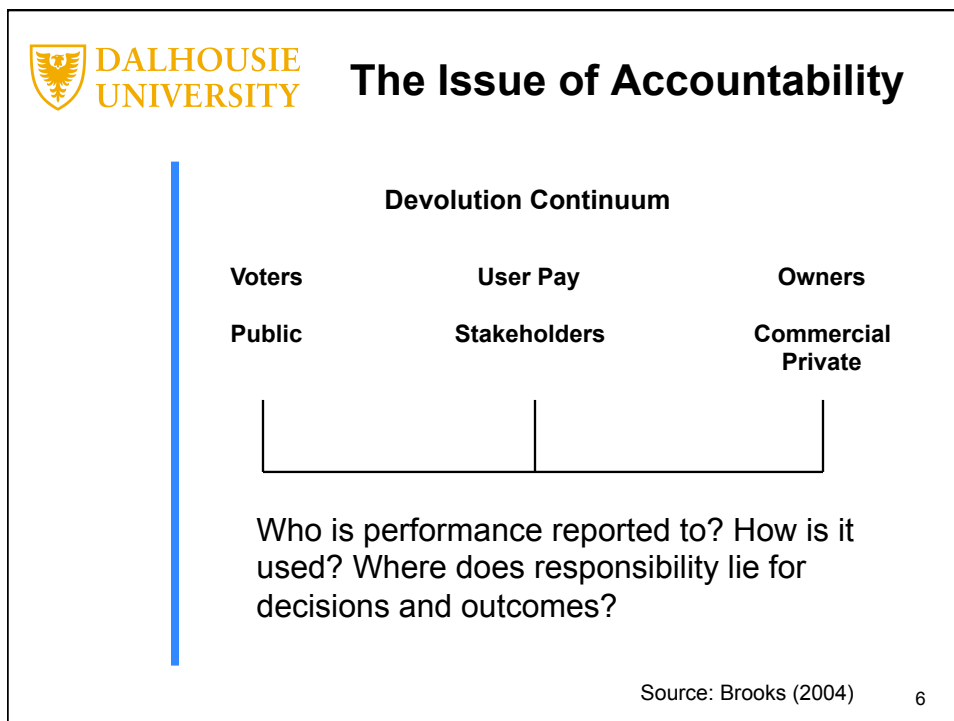 DALHOUSIE
UNIVERSITY
The Issue of Accountability
Devolution Continuum
Voters User Pay Owners
Public Stakeholders Commercial
Private
Who is performance reported to? How is it
used? Where does responsibility lie for
decisions and outcomes?
Source: Brooks (2004)
6